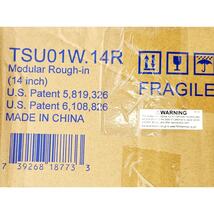 TSU01W.14R
Modular Rough-in
(14 inch)
U.S. Patent 5,819,326
U.S. Patent 6,108,826
MADE IN CHINA
FRAGILE
WARNING
7 39268 18773 3